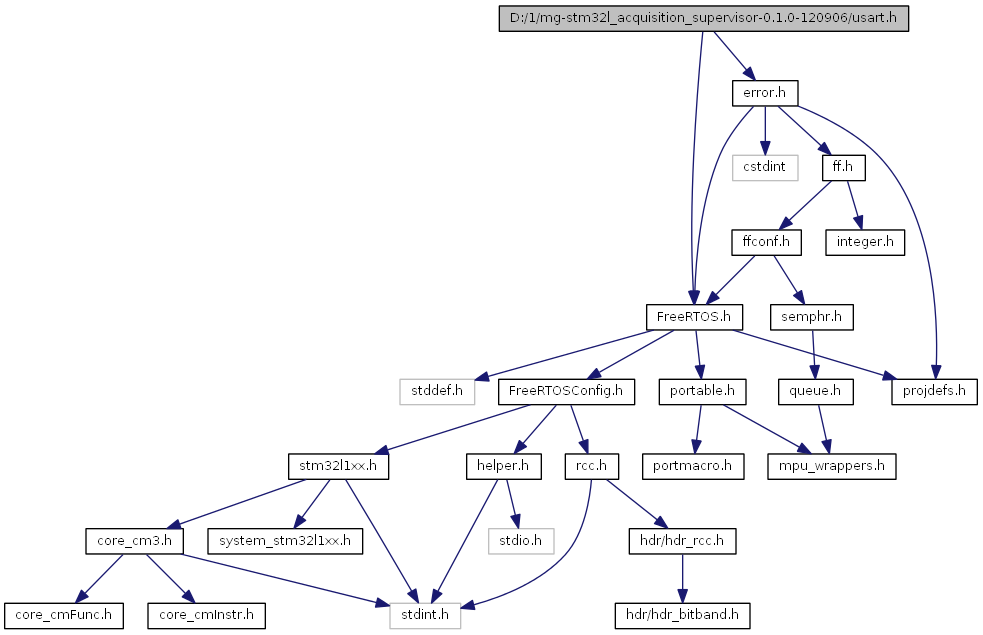 D:/1/mg-stm32l_acquisition_supervisor-0.1.0-120906/usart.h
error.h
cstdint
ff.h
ffconf.h
integer.h
FreeRTOS.h
semphr.h
stddef.h
FreeRTOSConfig.h
portable.h
queue.h
projdefs.h
stm32l1xx.h
helper.h
rcc.h
portmacro.h
mpu_wrappers.h
core_cm3.h
system_stm32l1xx.h
stdio.h
hdr/hdr_rcc.h
core_cmFunc.h
core_cmInstr.h
stdint.h
hdr/hdr_bitband.h